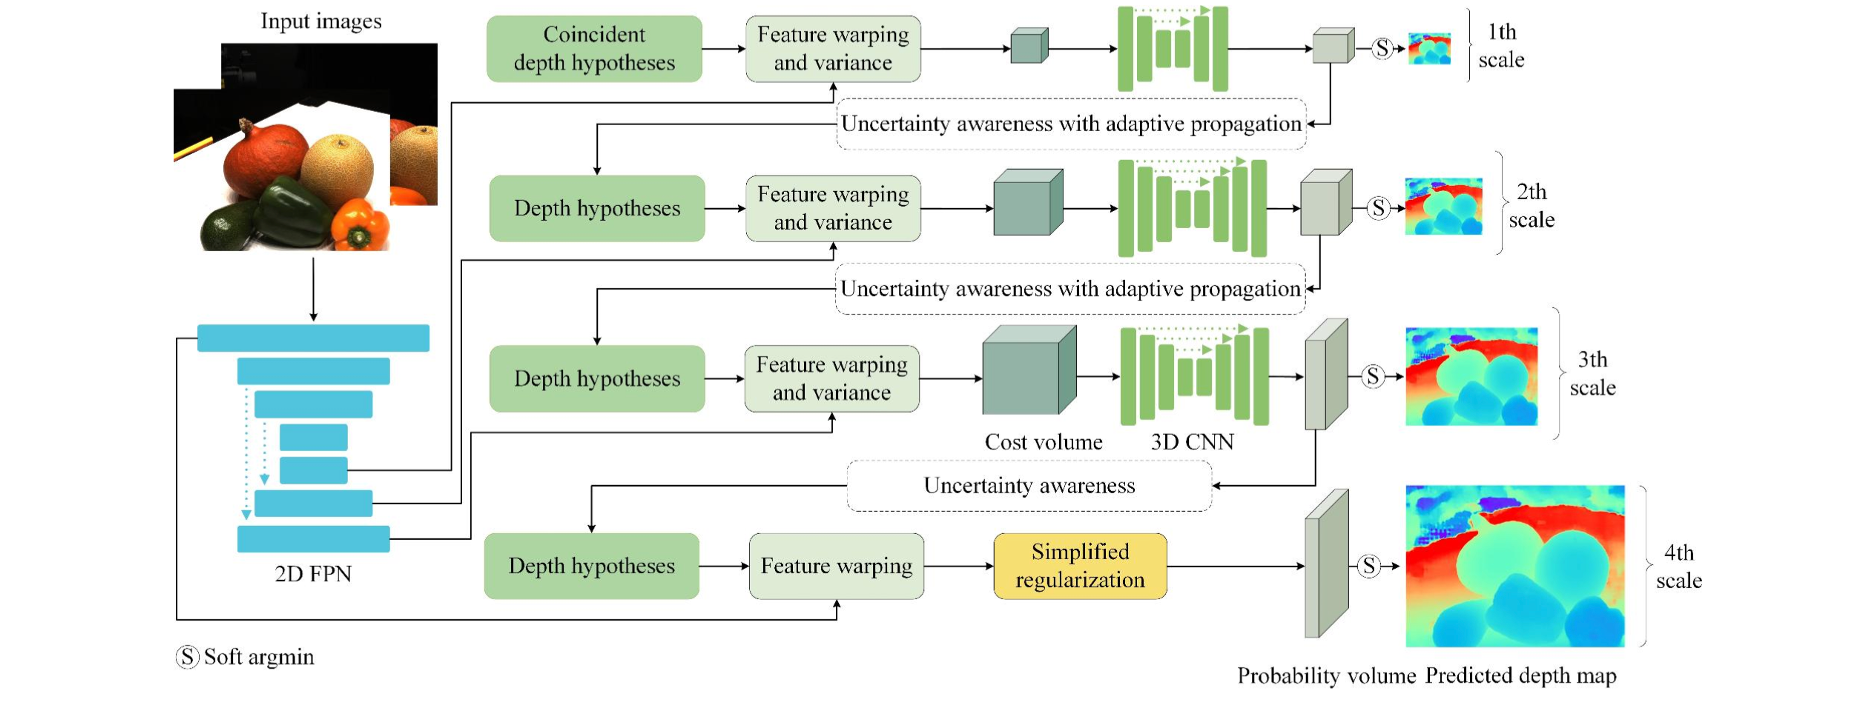 Input images
Coincident
depth hypotheses
Feature warping
and variance
S
1th
scale
Uncertainty awareness with adaptive propagation
Depth hypotheses
Feature warping
and variance
S
2th
scale
Uncertainty awareness with adaptive propagation
Depth hypotheses
Feature warping
and variance
S
3th
scale
Cost volume
3D CNN
Uncertainty awareness
Depth hypotheses
Feature warping
Simplified
regularization
S
4th
scale
2D FPN
S Soft argmin
Probability volume
Predicted depth map